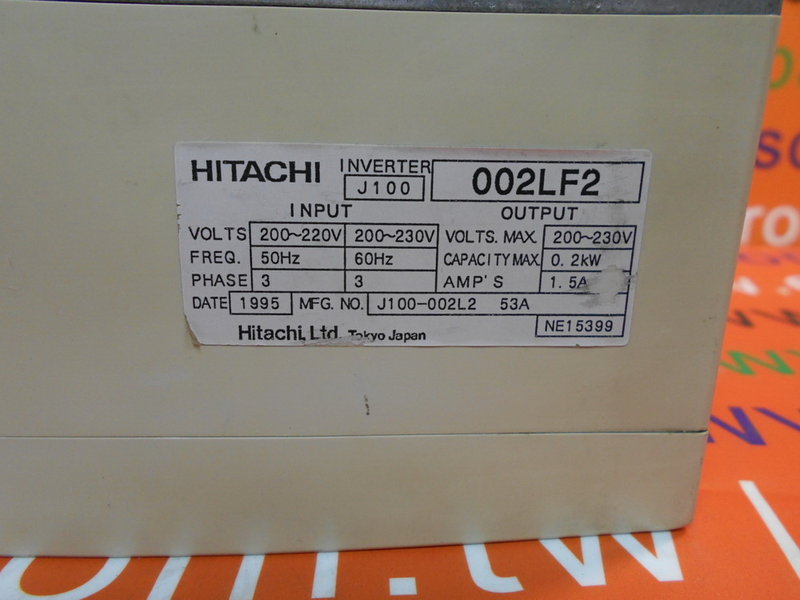 HITACHI INVERTER J100 002LF2
INPUT OUTPUT
VOLTS 200~220V 200~230V VOLTS. MAX. 200~230V
FREQ. 50Hz 60Hz CAPACITY MAX. 0.2kW
PHASE 3 3 AMP'S 1.5A
DATE 1995 MFG. NO. J100-002L2 53A
Hitachi, Ltd. Tokyo Japan NE15399
om.tw